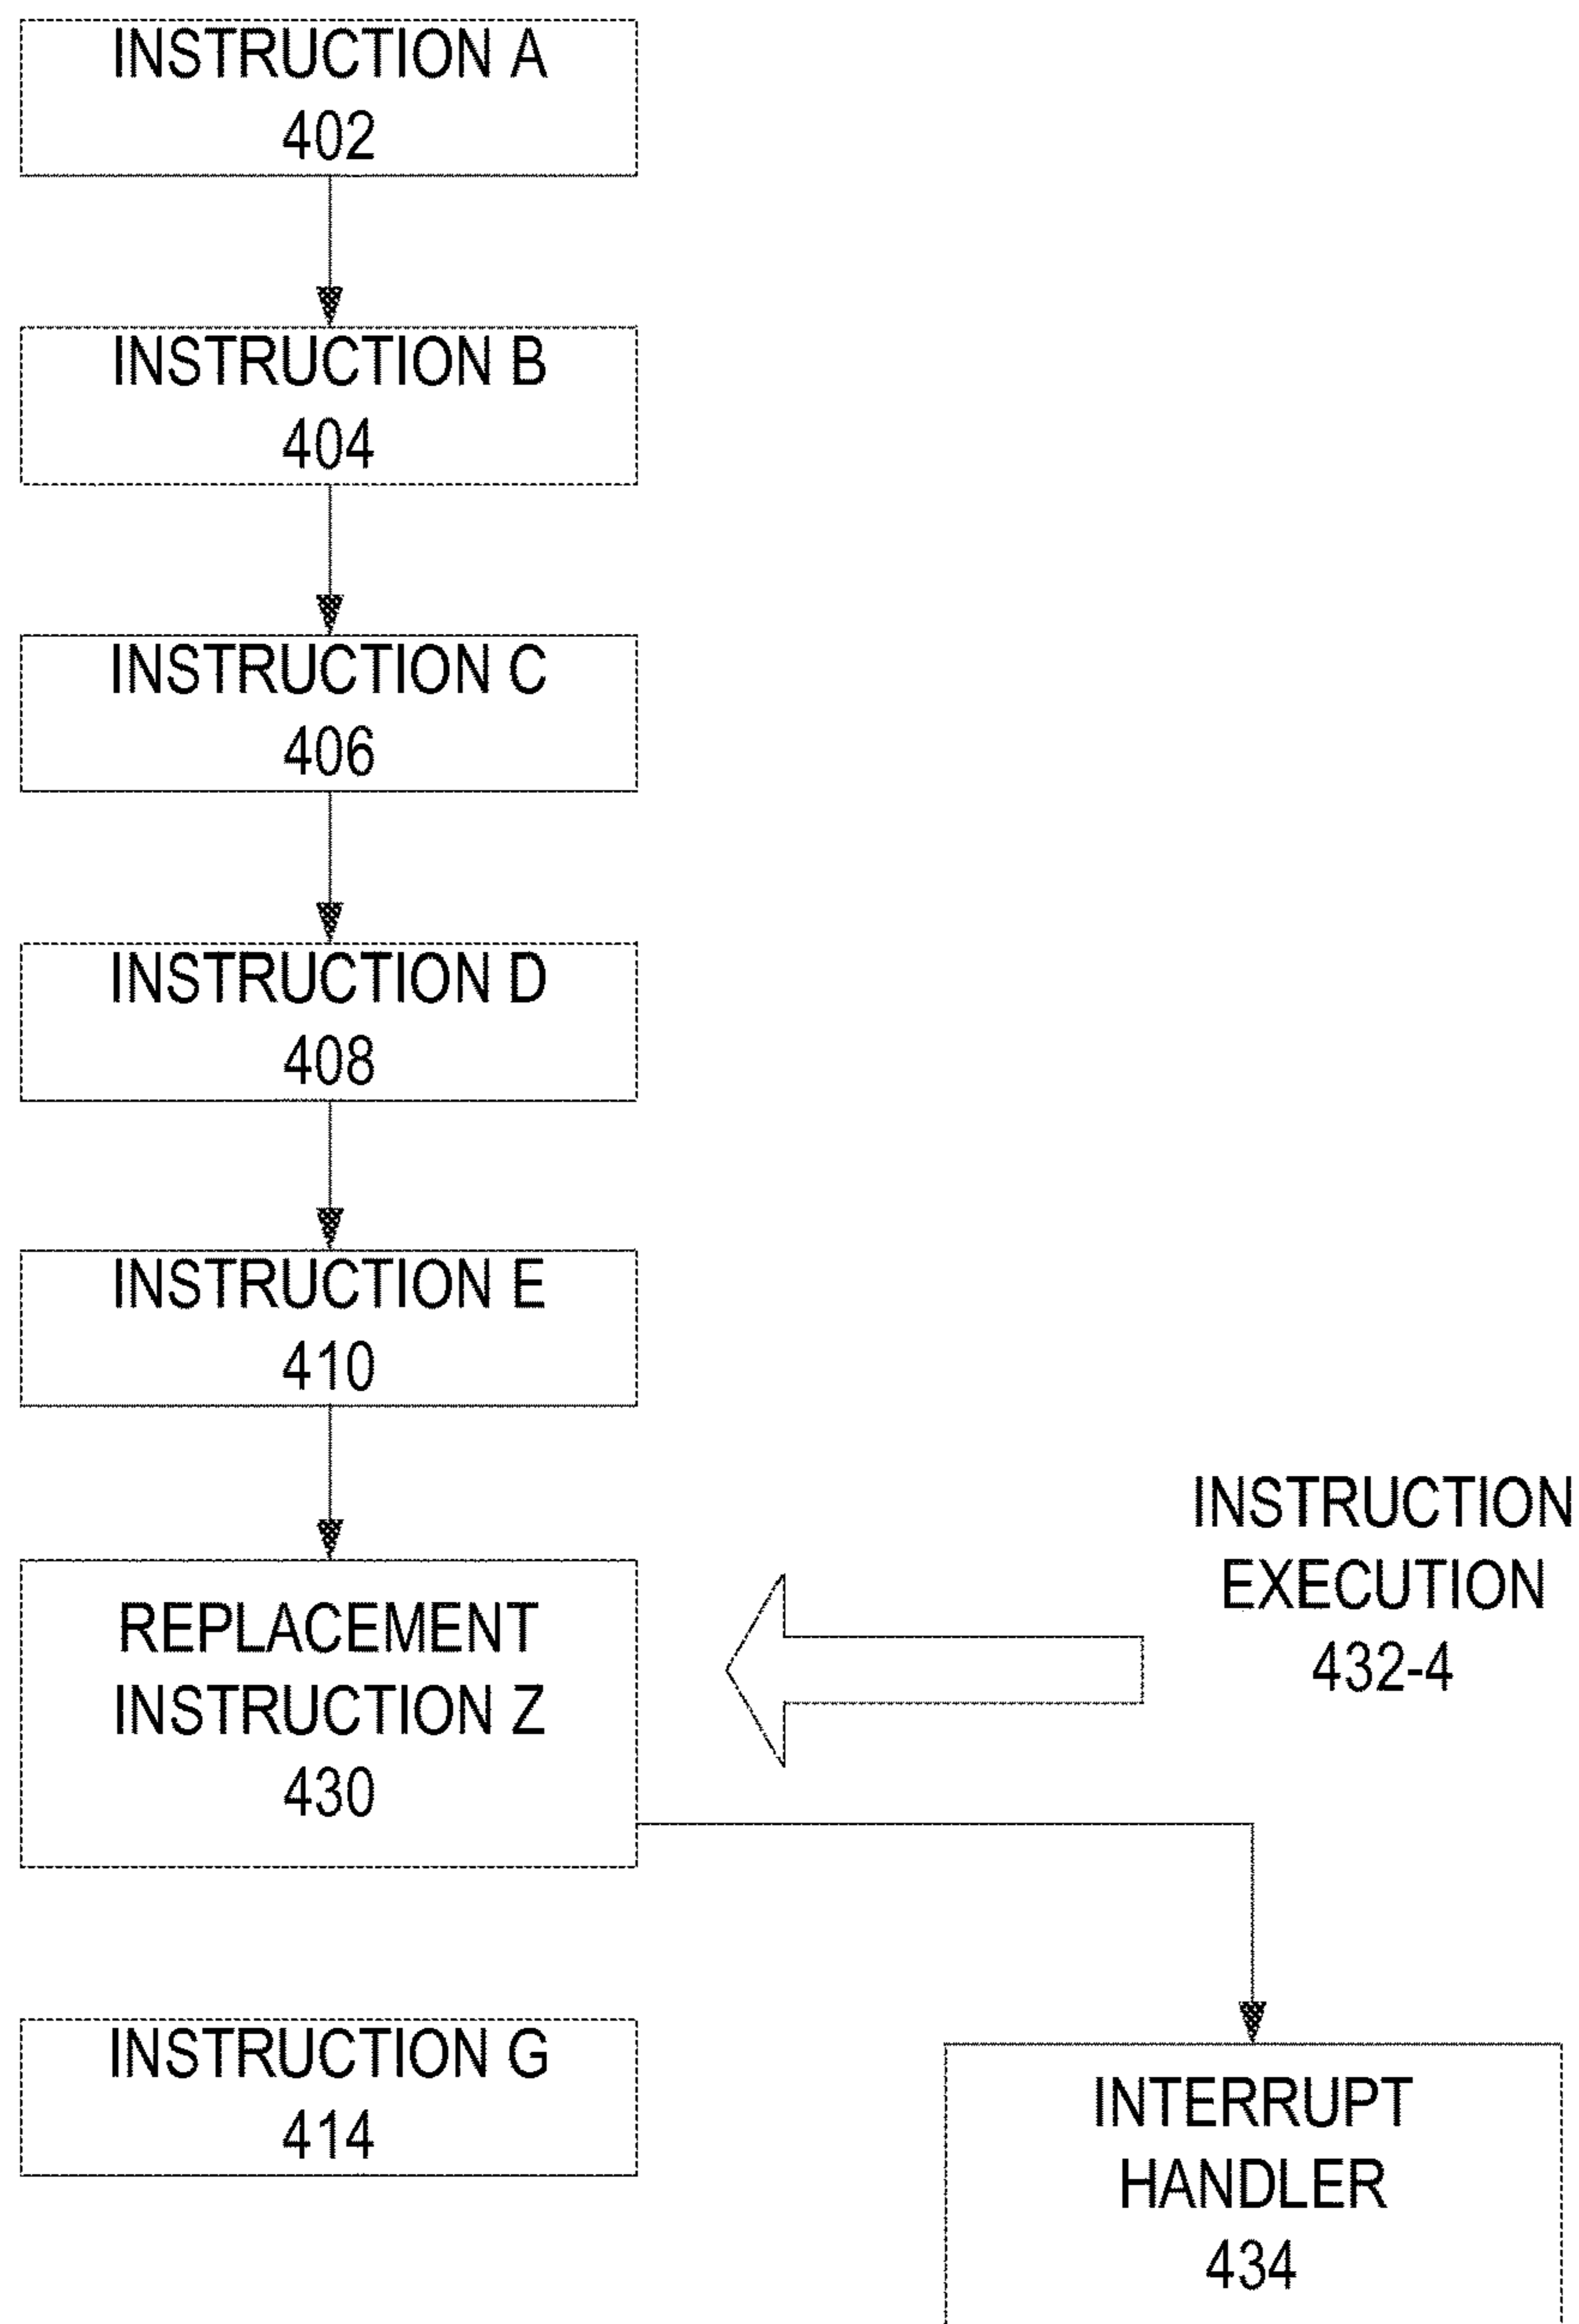 INSTRUCTION A
402
INSTRUCTION B
404
INSTRUCTION C
406
INSTRUCTION D
408
INSTRUCTION E
410
INSTRUCTION
EXECUTION
432-4
REPLACEMENT
INSTRUCTION Z
430
INSTRUCTION G
414
INTERRUPT
HANDLER
434